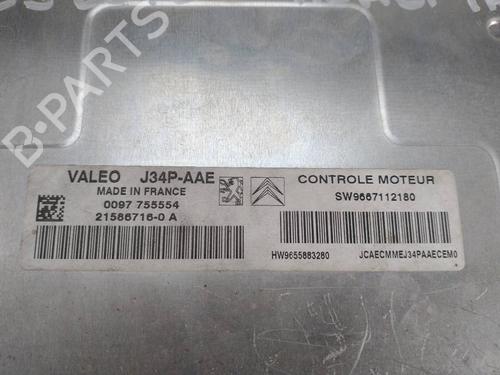 VALEO J34P-AAE
MADE IN FRANCE
0097 755554
21586716-0 A
CONTROLE MOTEUR
SW9667112180
HW9655883280
JCAECMMEJ34PAAECEM0
B-PARTS